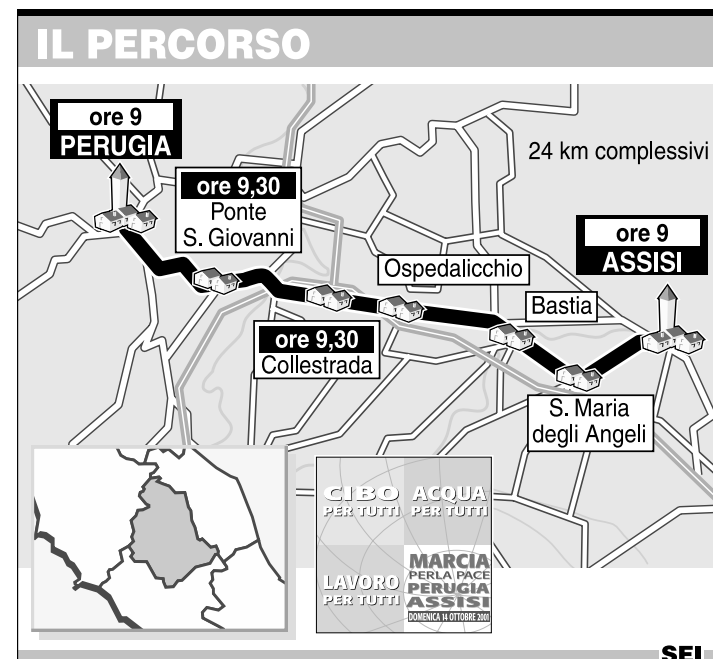 IL PERCORSO
ore 9
PERUGIA
24 km complessivi
ore 9,30
Ponte
S. Giovanni
ore 9
ASSISI
Ospedalicchio
Bastia
ore 9,30
Collestrada
S. Maria
degli Angeli
CIBO
PER TUTTI
ACQUA
PER TUTTI
LAVORO
PER TUTTI
MARCIA
PER LA PACE
PERUGIA
ASSISI
DOMENICA 14 OTTOBRE 2001
SEI